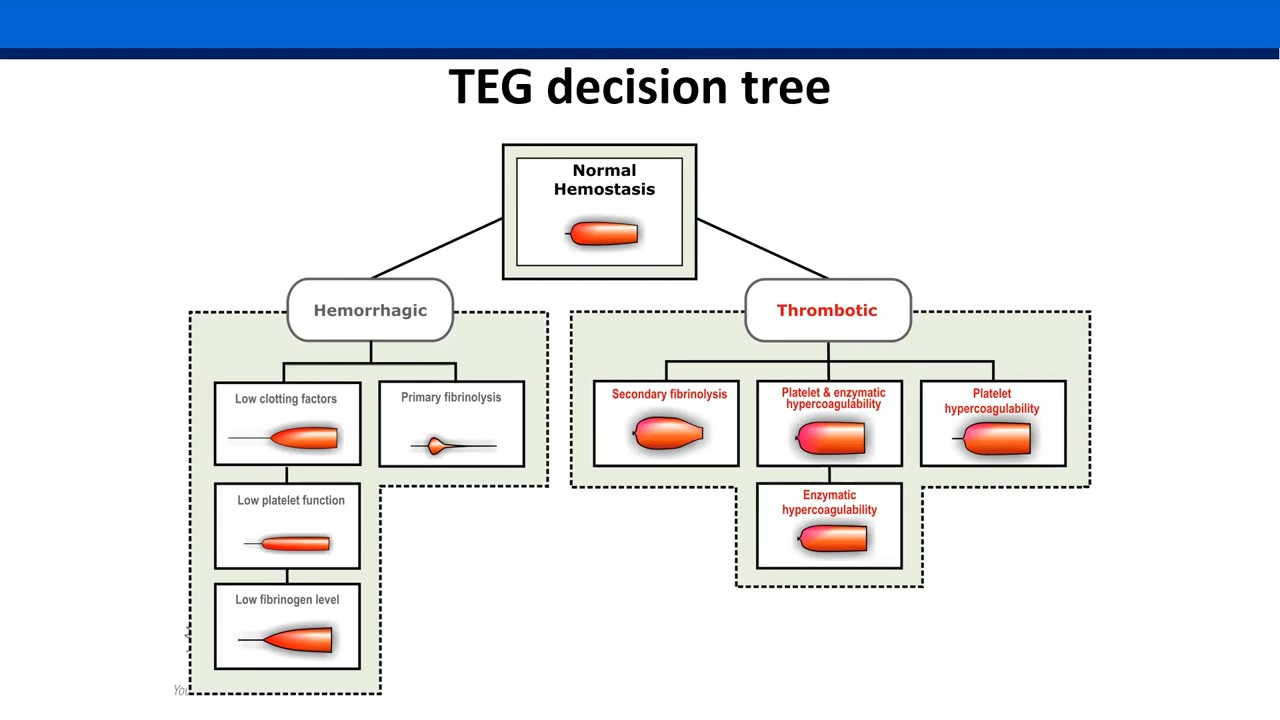 TEG decision tree
Normal
Hemostasis
Hemorrhagic
Thrombotic
Low clotting factors
Primary fibrinolysis
Secondary fibrinolysis
Platelet & enzymatic
hypercoagulability
Platelet
hypercoagulability
Low platelet function
Enzymatic
hypercoagulability
Low fibrinogen level